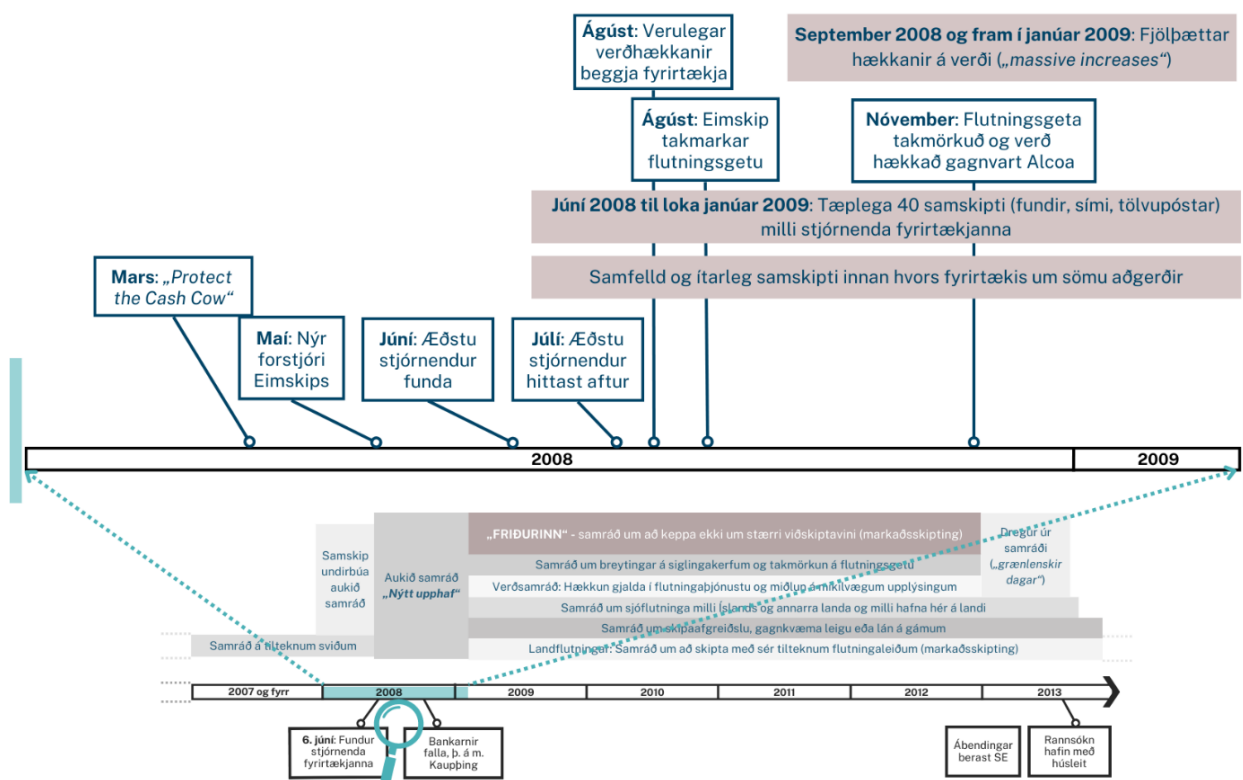 Ágúst: Verulegar
verðhækkanir
beggja fyrirtækja
September 2008 og fram í janúar 2009: Fjölþættar
hækkanir á verði („massive increases“)
Ágúst: Eimskip
takmarkar
flutningsgetu
Nóvember: Flutningsgeta
takmörkuð og verð
hækkað gagnvart Alcoa
Júní 2008 til loka janúar 2009: Tæplega 40 samskipti (fundir, sími, tölvupóstar)
milli stjórnenda fyrirtækjanna
Samfelld og ítarleg samskipti innan hvors fyrirtækis um sömu aðgerðir
Mars: „Protect
the Cash Cow“
Maí: Nýr
forstjóri
Eimskips
Júní: Æðstu
stjórnendur
funda
Júlí: Æðstu
stjórnendur
hittast aftur
2008
2009
Samskip
undirbúa
aukið
samráð
Aukið samráð
„Nýtt upphaf“
„FRIÐURINN“ - samráð um að keppa ekki um stærri viðskiptavini (markaðsskipting)
Samráð um breytingar á siglingakerfum og takmörkun á flutningsgetu
Verðsamráð: Hækkun gjalda í flutningaþjónustu og miðlun á mikilvægum upplýsingum
Samráð um sjóflutninga milli Íslands og annarra landa og milli hafna hér á landi
Samráð um skipaafgreiðslu, gagnkvæma leigu eða lán á gámum
Landflutningar: Samráð um að skipta með sér tilteknum flutningaleiðum (markaðsskipting)
Dregur úr
samráði
(„grænlenskir
dagar“)
Samráð á tilteknum sviðum
2007 og fyrr
2008
2009
2010
2011
2012
2013
6. júní: Fundur
stjórnenda
fyrirtækjanna
Bankarnir
falla, þ. á m.
Kaupþing
Ábendingar
berast SE
Rannsókn
hafin með
húsleit